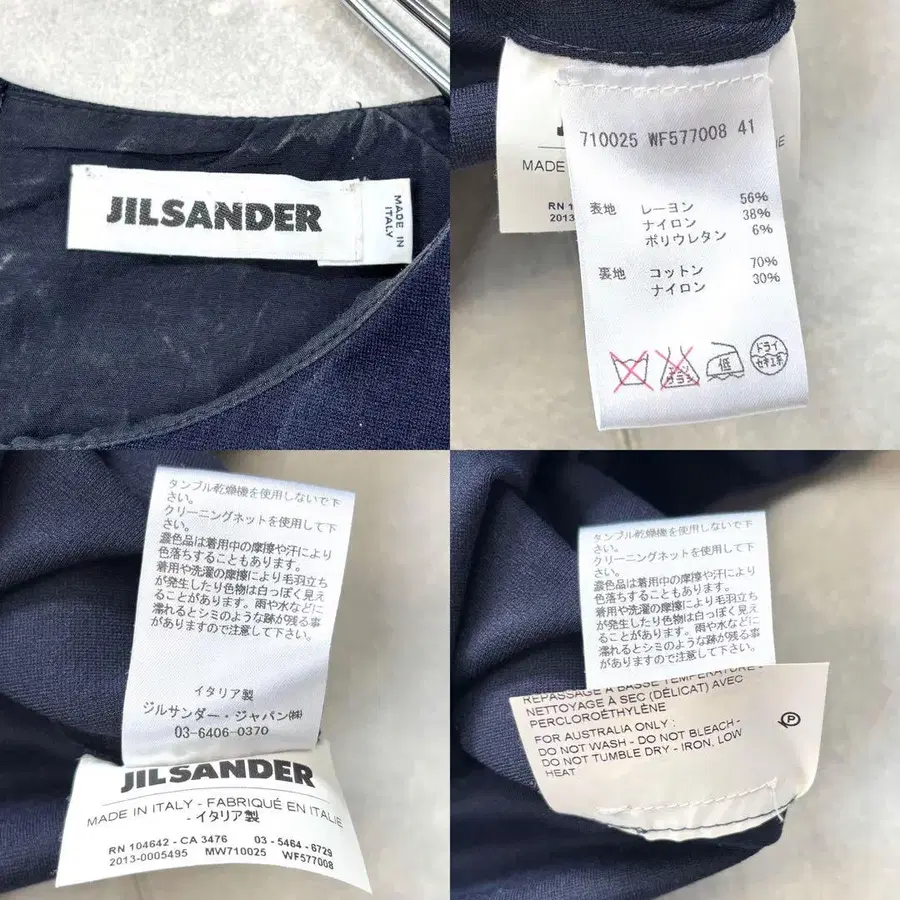 JILSANDER
MADE IN
ITALY
710025 WF577008 41
MADE
RN 1
2013-
表地 レーヨン 56%
ナイロン 38%
ポリウレタン 6%
裏地 コットン 70%
ナイロン 30%
低
ドライ
セキユ系
タンブル乾燥機を使用しないで下
さい。
クリーニングネットを使用して下
さい。
濃色品は着用中の摩擦や汗により
色落ちすることもあります。
着用や洗濯の摩擦により毛羽立ち
が発生したり色物は白っぽく見え
ることがあります。雨や水などに
濡れるとシミのような跡が残る事
がありますので注意して下さい。
イタリア製
ジルサンダー・ジャパン㈱
03-6406-0370
JILSANDER
MADE IN ITALY - FABRIQUÉ EN ITALIE
- イタリア製
RN 104642 - CA 3476 03 - 5464 - 6729
2013-0005495 MW710025 WF577008
タンブル乾燥機を使用しないで下
さい。
クリーニングネットを使用して下
さい。
濃色品は着用中の摩擦や汗により
色落ちすることもあります。
着用や洗濯の摩擦により毛羽立ち
が発生したり色物は白っぽく見え
ることがあります。雨や水などに
濡れるとシミのような跡が残る事
がありますので注意して下さい。
REPASSAGE À BASSE TEMPÉRATURE -
NETTOYAGE À SEC (DÉLICAT) AVEC
PERCLOROÉTHYLÈNE
FOR AUSTRALIA ONLY :
DO NOT WASH - DO NOT BLEACH -
DO NOT TUMBLE DRY - IRON, LOW
HEAT
P